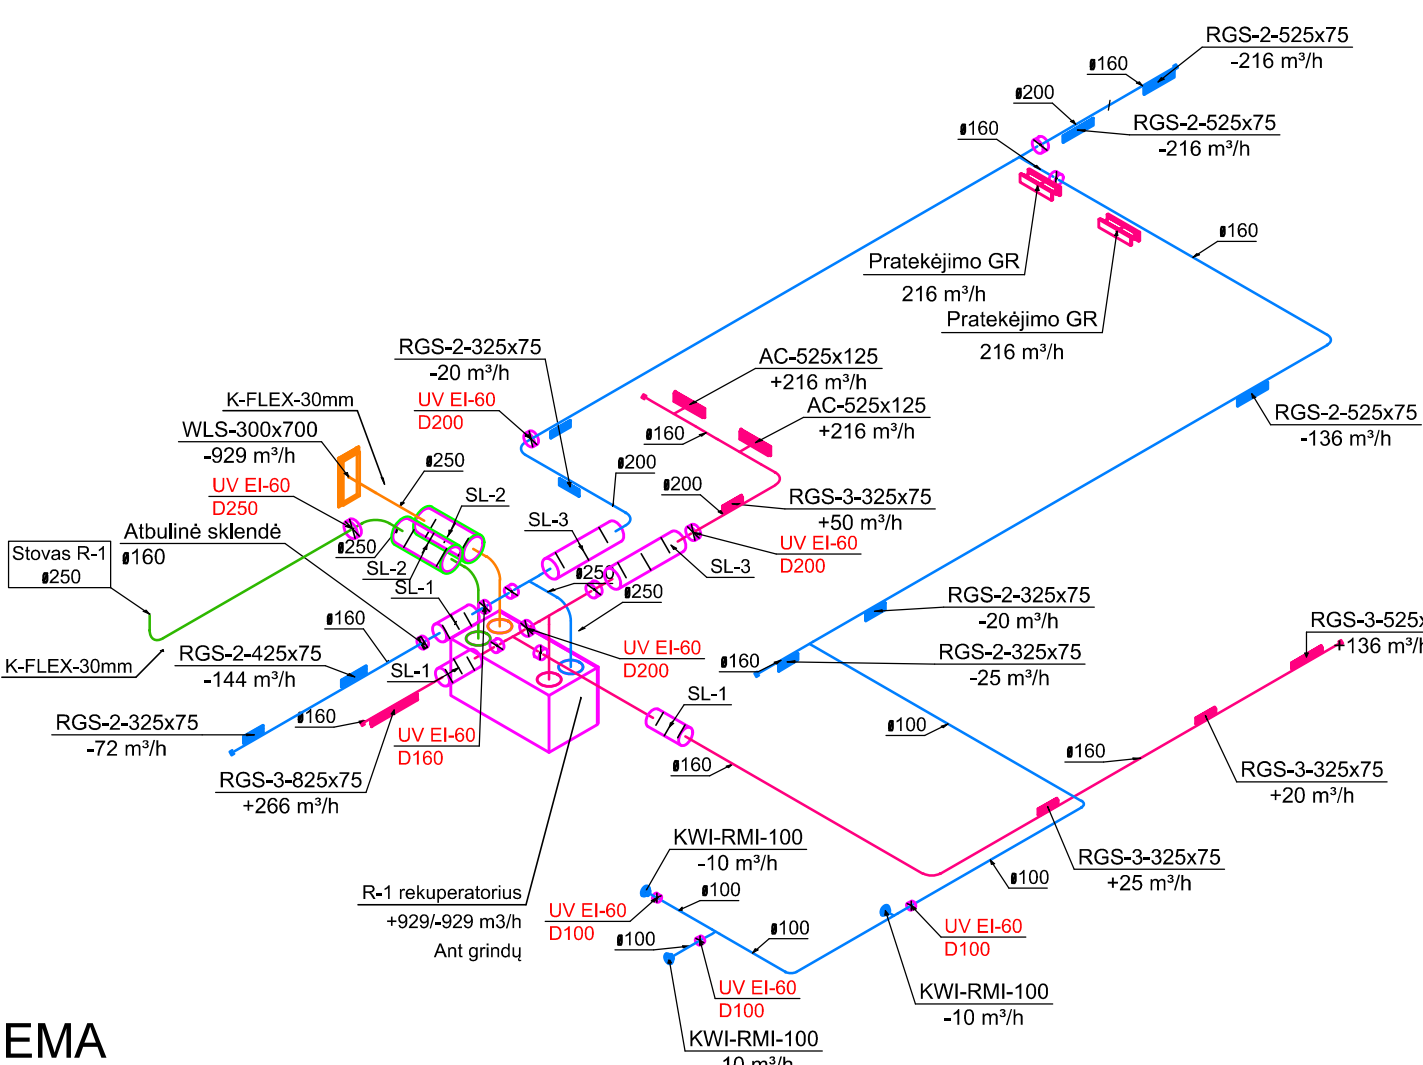 RGS-2-525x75
-216 m³/h
ø160
ø200
RGS-2-525x75
-216 m³/h
ø160
ø160
Pratekėjimo GR
216 m³/h
Pratekėjimo GR
216 m³/h
RGS-2-325x75
-20 m³/h
AC-525x125
+216 m³/h
K-FLEX-30mm
UV EI-60
D200
AC-525x125
+216 m³/h
RGS-2-525x75
-136 m³/h
WLS-300x700
-929 m³/h
ø160
ø250
ø200
UV EI-60
D250
SL-2
ø200
RGS-3-325x75
+50 m³/h
Atbulinė sklendė
ø160
SL-3
UV EI-60
D200
Stovas R-1
ø250
ø250
SL-2
SL-1
ø250
SL-3
ø250
RGS-2-325x75
-20 m³/h
ø160
RGS-3-525x
+136 m³/h
K-FLEX-30mm
RGS-2-425x75
-144 m³/h
SL-1
UV EI-60
D200
ø160
RGS-2-325x75
-25 m³/h
SL-1
RGS-2-325x75
-72 m³/h
ø160
UV EI-60
D160
ø100
ø160
ø160
RGS-3-825x75
+266 m³/h
RGS-3-325x75
+20 m³/h
KWI-RMI-100
-10 m³/h
RGS-3-325x75
+25 m³/h
R-1 rekuperatorius
+929/-929 m3/h
Ant grindų
ø100
ø100
UV EI-60
D100
ø100
ø100
UV EI-60
D100
UV EI-60
D100
KWI-RMI-100
-10 m³/h
KWI-RMI-100
10 m³/h
EMA